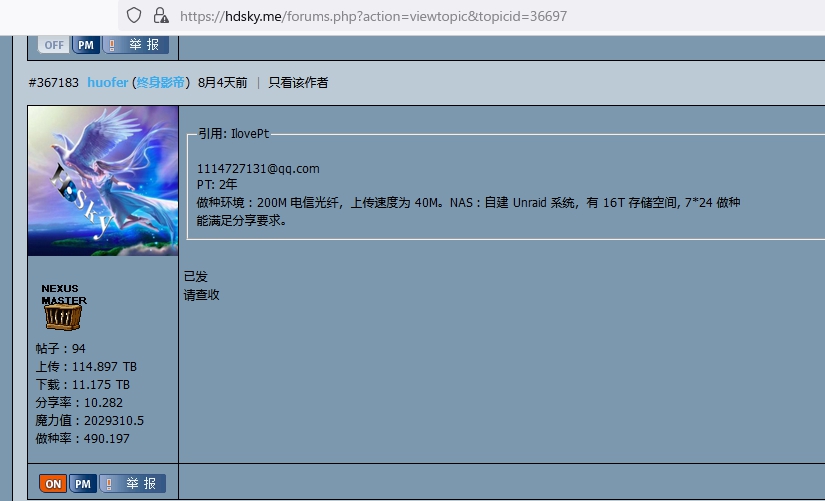 https://hdsky.me/forums.php?action=viewtopic&topicid=36697
OFF PM 举 报
#367183 huofer (终身影帝) 8月4天前 | 只看该作者
引用: IlovePt
1114727131@qq.com
PT: 2年
做种环境：200M 电信光纤，上传速度为 40M。NAS：自建 Unraid 系统，有 16T 存储空间, 7*24 做种
能满足分享要求。
Hdsky
已发
请查收
NEXUS
MASTER
帖子：94
上传：114.897 TB
下载：11.175 TB
分享率：10.282
魔力值：2029310.5
做种率：490.197
ON PM 举 报